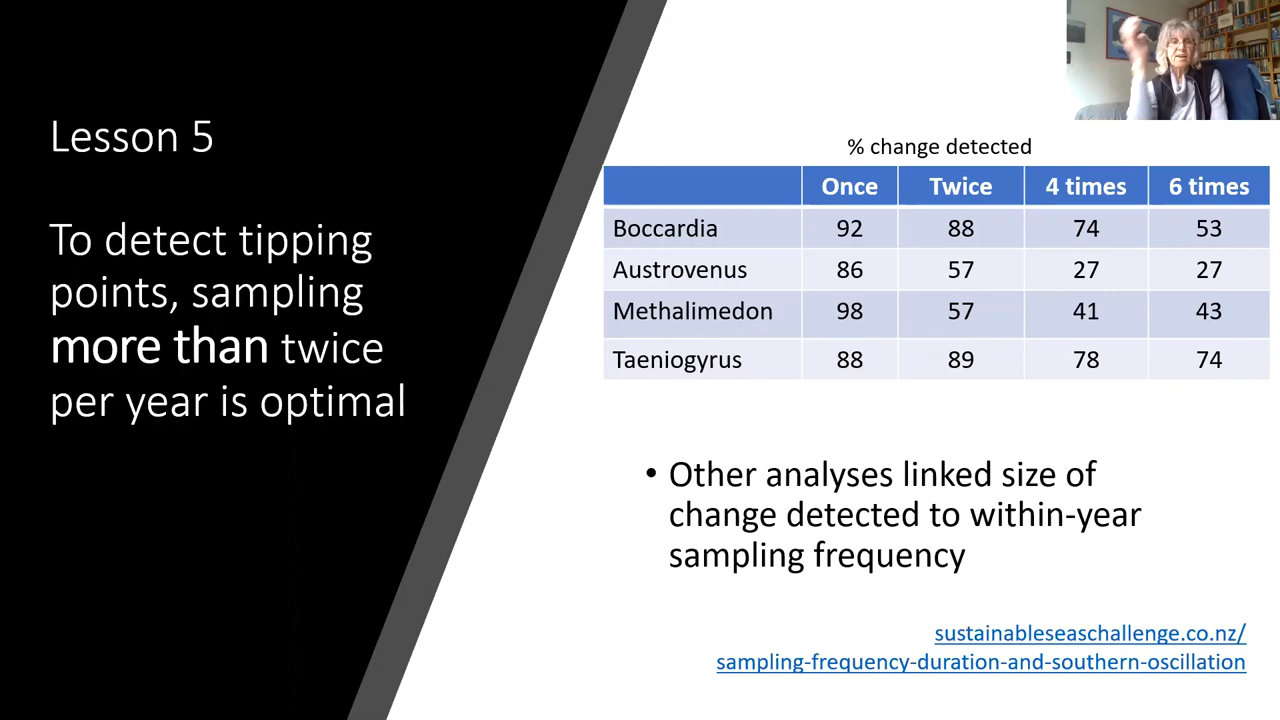 Lesson 5
To detect tipping
points, sampling
more than twice
per year is optimal
% change detected
Once Twice 4 times 6 times
Boccardia 92 88 74 53
Austrovenus 86 57 27 27
Methalimedon 98 57 41 43
Taeniogyrus 88 89 78 74
• Other analyses linked size of
change detected to within-year
sampling frequency
sustainableseaschallenge.co.nz/
sampling-frequency-duration-and-southern-oscillation